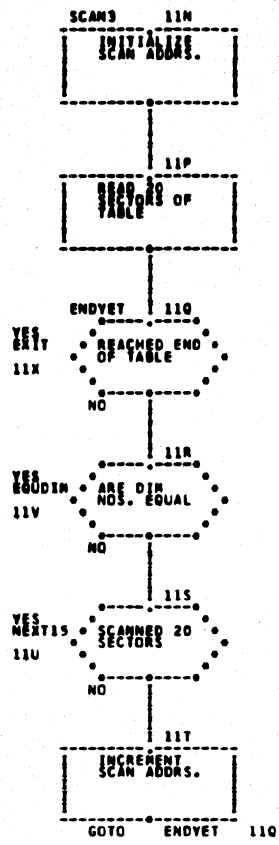 SCAN3 11N
INITIALIZE
SCAN ADDRS.
11P
READ 20
SECTORS OF
TABLE
ENDYET 11Q
YES
EXIT
11X
REACHED END
OF TABLE
NO
11R
YES
EQUDIM
11V
ARE DIM
NOS. EQUAL
NO
11S
YES
NEXT15
11U
SCANNED 20
SECTORS
NO
11T
INCREMENT
SCAN ADDRS.
GOTO ENDYET 11Q